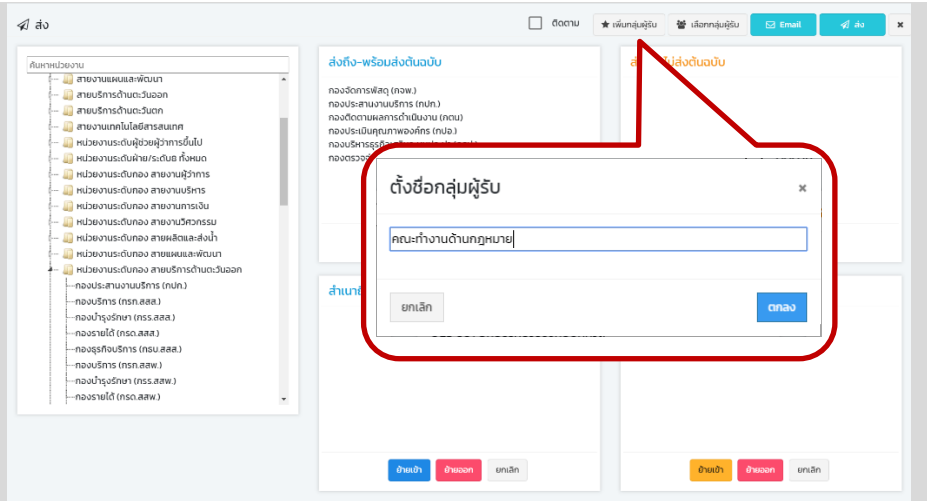 ส่ง
ติดตาม
เพิ่มกลุ่มผู้รับ
เลือกกลุ่มผู้รับ
Email
ส่ง
ค้นหาหน่วยงาน
สายงานแผนและพัฒนา
สายบริการด้านตะวันออก
สายบริการด้านตะวันตก
สายงานเทคโนโลยีสารสนเทศ
หน่วยงานระดับผู้ช่วยผู้ว่าการขึ้นไป
หน่วยงานระดับฝ่าย/ระดับ8 ทั้งหมด
หน่วยงานระดับกอง สายงานผู้ว่าการ
หน่วยงานระดับกอง สายงานบริหาร
หน่วยงานระดับกอง สายงานการเงิน
หน่วยงานระดับกอง สายงานวิศวกรรม
หน่วยงานระดับกอง สายผลิตและส่งน้ำ
หน่วยงานระดับกอง สายแผนและพัฒนา
หน่วยงานระดับกอง สายบริการด้านตะวันออก
กองประสานงานบริการ (กปก.)
กองบริการ (กรท.สสส.)
กองบำรุงรักษา (กรร.สสส.)
กองรายได้ (กรด.สสส.)
กองธุรกิจบริการ (กธบ.สสส.)
กองบริการ (กรท.สสพ.)
กองบำรุงรักษา (กรร.สสพ.)
กองรายได้ (กรด.สสพ.)
ส่งถึง-พร้อมส่งต้นฉบับ
กองจัดการพัสดุ (กจพ.)
กองประสานงานบริการ (กปก.)
กองติดตามผลการดำเนินงาน (กตน)
กองประเมินคุณภาพองค์กร (กปอ.)
ไม่ส่งต้นฉบับ
ตั้งชื่อกลุ่มผู้รับ
คณะทำงานด้านกฎหมาย
ยกเลิก
ตกลง
ย้ายเข้า
ย้ายออก
ยกเลิก
ย้ายเข้า
ย้ายออก
ยกเลิก